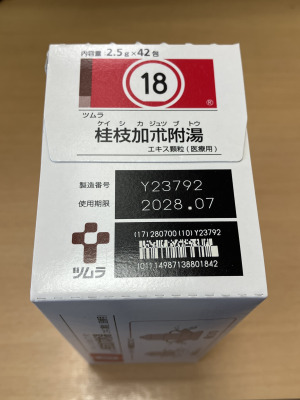 内容量 2.5g×42包
18
®
ツムラ
ケイ シ カ ジュツ ブ トウ
桂枝加朮附湯
エキス顆粒(医療用)
製造番号 Y23792
使用期限 2028.07
(17)280700(10)Y23792
(01)14987138801842
ツムラ